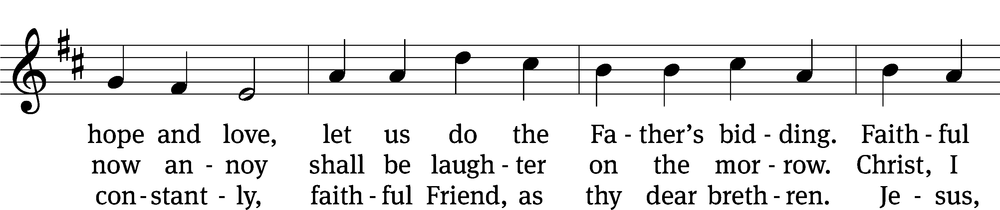 hope and love, let us do the Fa - ther’s bid - ding. Faith - ful
now an - noy shall be laugh - ter on the mor - row. Christ, I
con - stant - ly, faith - ful Friend, as thy dear breth - ren. Je - sus,